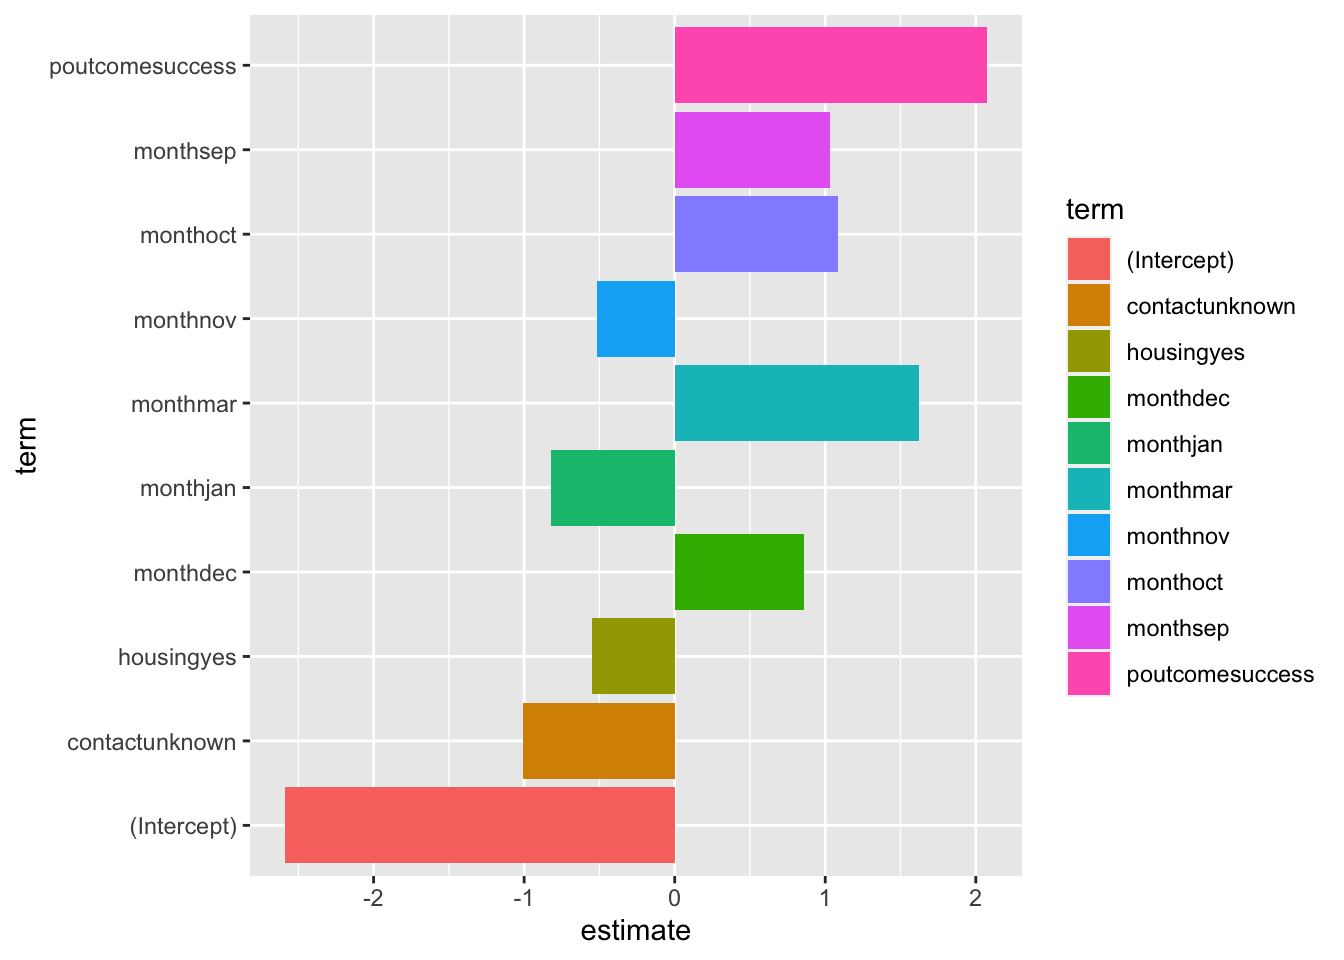 poutcomesuccess
monthsep
monthoct
monthnov
monthmar
monthjan
monthdec
housingyes
contactunknown
(Intercept)
term
-2 -1 0 1 2
estimate
term
(Intercept)
contactunknown
housingyes
monthdec
monthjan
monthmar
monthnov
monthoct
monthsep
poutcomesuccess